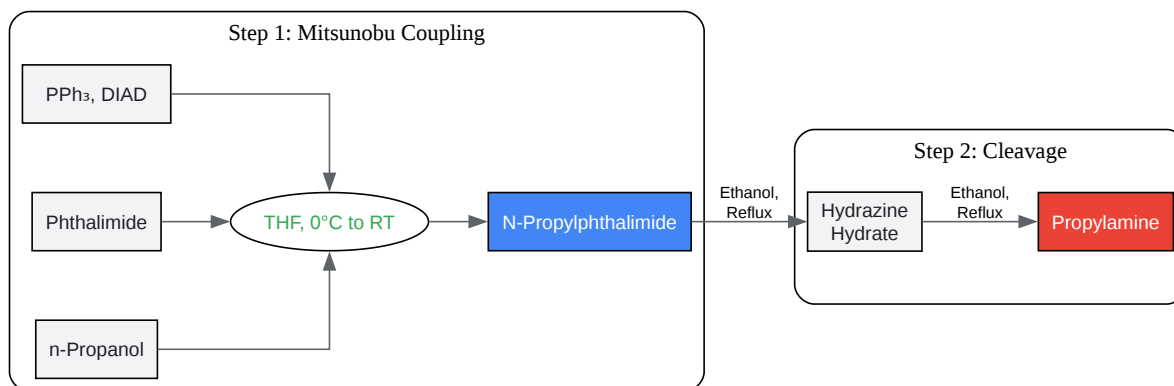 Step 1: Mitsunobu Coupling
PPh₃, DIAD
Phthalimide
n-Propanol
THF, 0°C to RT
N-Propylphthalimide
Ethanol,
Reflux
Step 2: Cleavage
Hydrazine
Hydrate
Ethanol,
Reflux
Propylamine